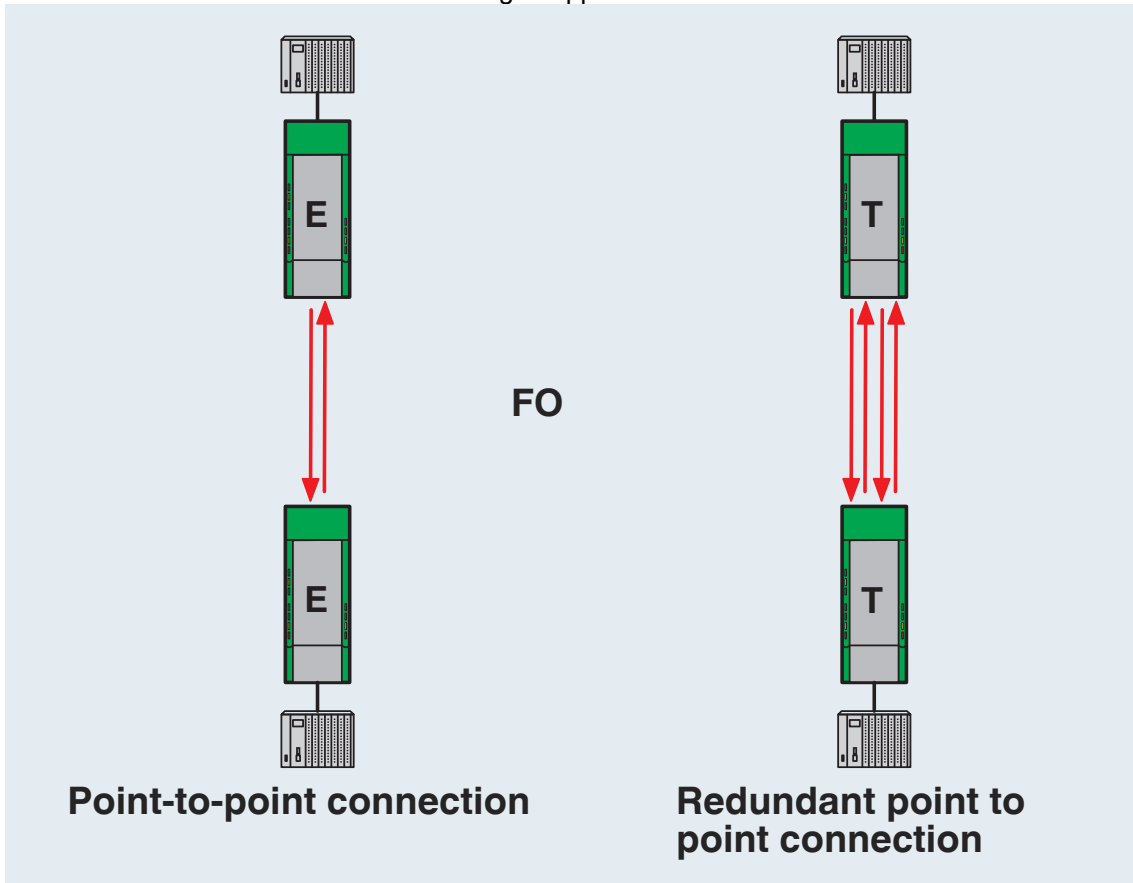 E
T
FO
E
T
Point-to-point connection
Redundant point to
point connection